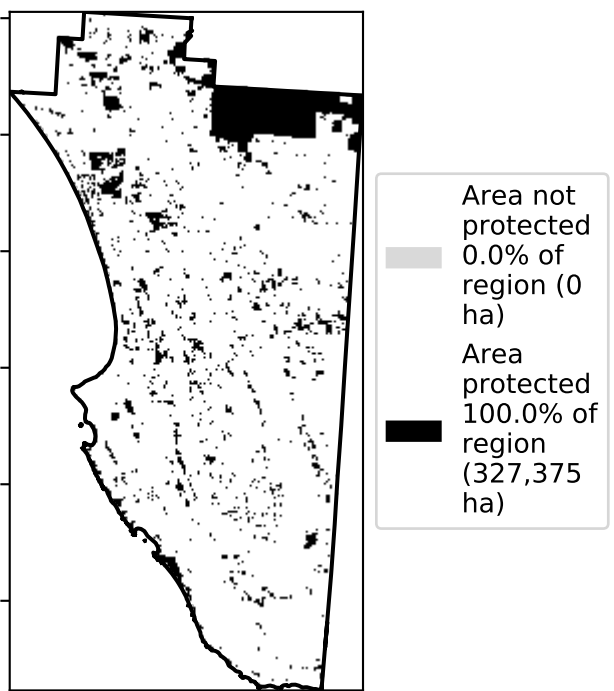 Area not
protected
0.0% of
region (0
ha)
Area
protected
100.0% of
region
(327,375
ha)